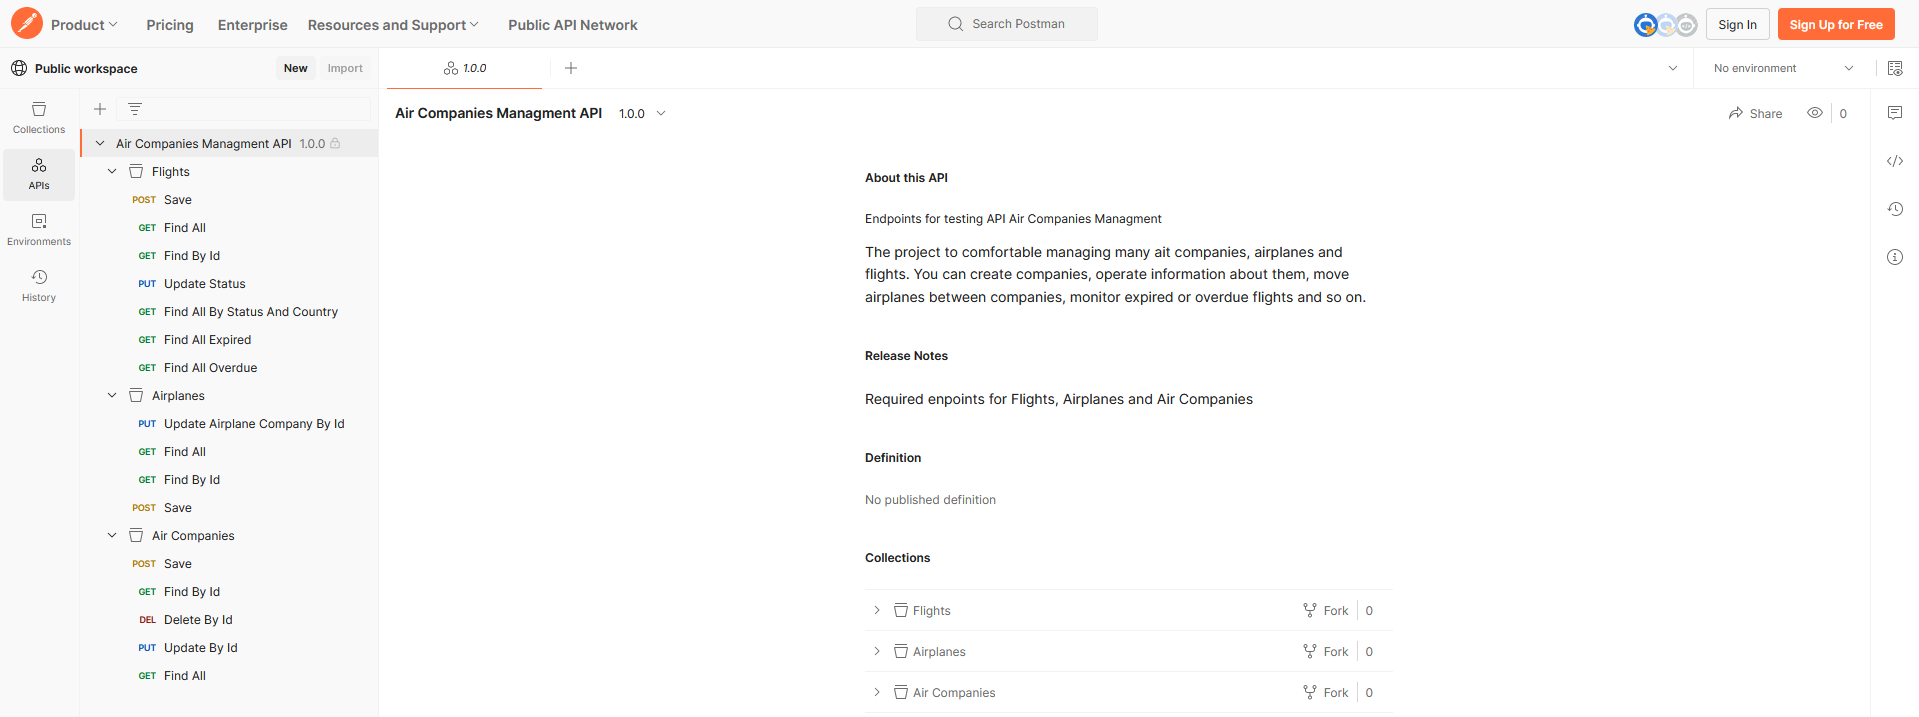 Product
Pricing
Enterprise
Resources and Support
Public API Network
Search Postman
Sign In
Sign Up for Free
Public workspace
New
Import
1.0.0
No environment
Collections
APIs
Environments
History
Air Companies Managment API 1.0.0
Flights
POST Save
GET Find All
GET Find By Id
PUT Update Status
GET Find All By Status And Country
GET Find All Expired
GET Find All Overdue
Airplanes
PUT Update Airplane Company By Id
GET Find All
GET Find By Id
POST Save
Air Companies
POST Save
GET Find By Id
DEL Delete By Id
PUT Update By Id
GET Find All
Air Companies Managment API 1.0.0
Share
0
About this API
Endpoints for testing API Air Companies Managment
The project to comfortable managing many ait companies, airplanes and
flights. You can create companies, operate information about them, move
airplanes between companies, monitor expired or overdue flights and so on.
Release Notes
Required enpoints for Flights, Airplanes and Air Companies
Definition
No published definition
Collections
Flights Fork 0
Airplanes Fork 0
Air Companies Fork 0